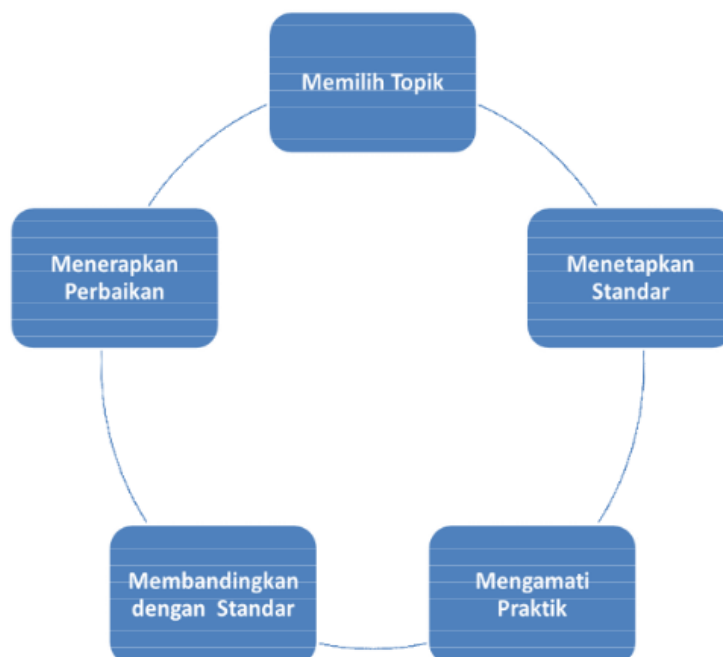 Memilih Topik
Menetapkan
Standar
Mengamati
Praktik
Membandingkan
dengan Standar
Menerapkan
Perbaikan